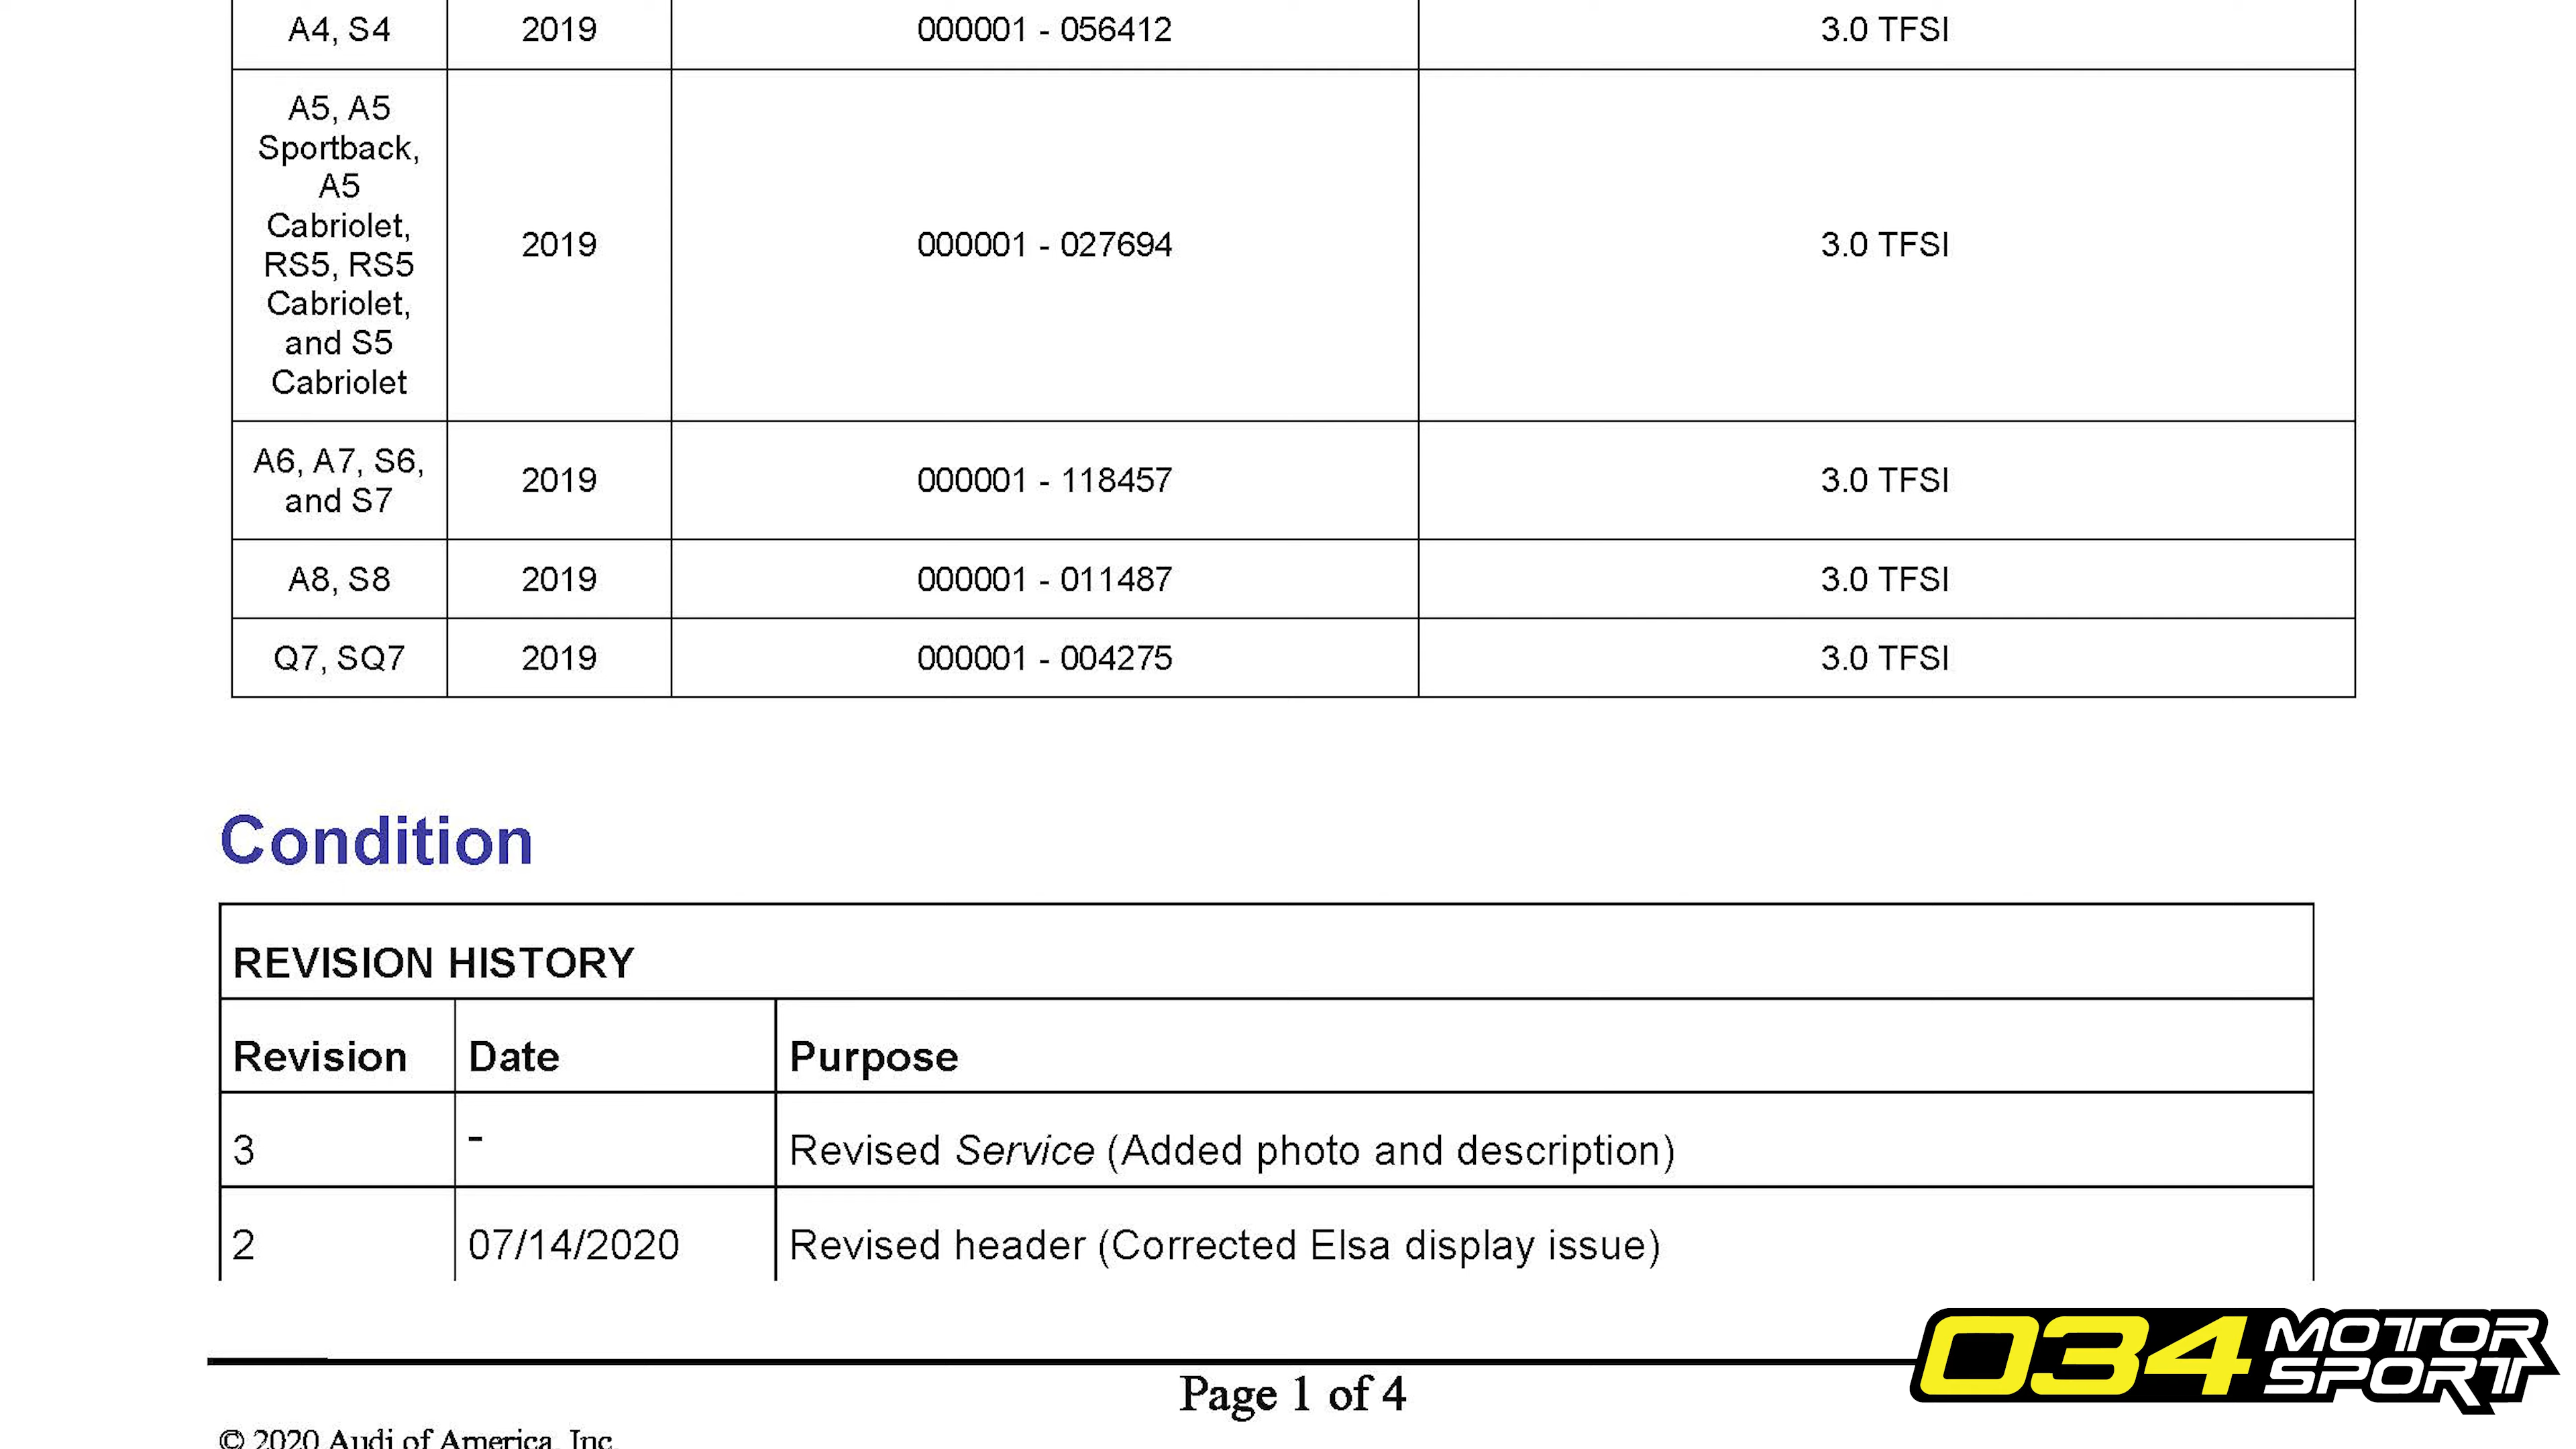 A4, S4 2019 000001 - 056412 3.0 TFSI
A5, A5
Sportback,
A5
Cabriolet,
RS5, RS5
Cabriolet,
and S5
Cabriolet
2019 000001 - 027694 3.0 TFSI
A6, A7, S6,
and S7
2019 000001 - 118457 3.0 TFSI
A8, S8 2019 000001 - 011487 3.0 TFSI
Q7, SQ7 2019 000001 - 004275 3.0 TFSI
Condition
REVISION HISTORY
Revision Date Purpose
3 - Revised Service (Added photo and description)
2 07/14/2020 Revised header (Corrected Elsa display issue)
Page 1 of 4
© 2020 Audi of America, Inc.
034 MOTOR
SPORT